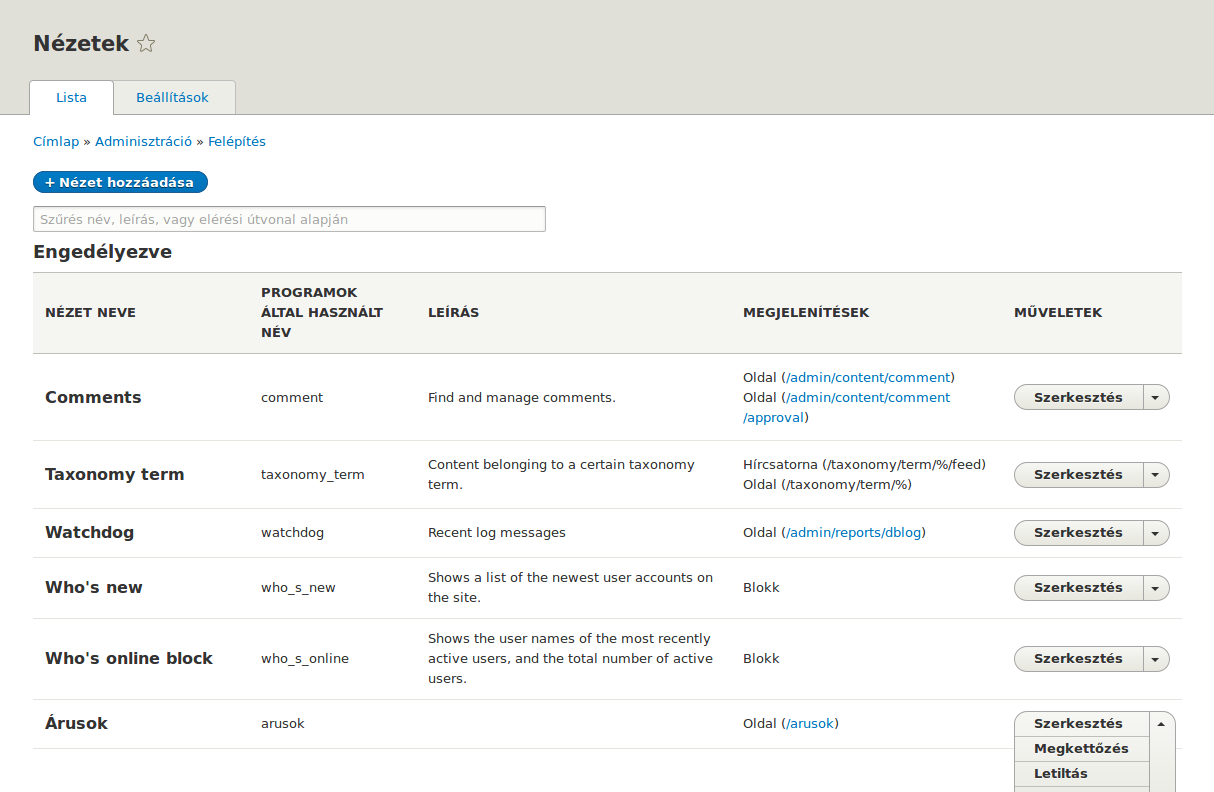 Nézetek
Lista
Beállítások
Címlap » Adminisztráció » Felépítés
+ Nézet hozzáadása
Szűrés név, leírás, vagy elérési útvonal alapján
Engedélyezve
NÉZET NEVE
PROGRAMOK
ÁLTAL HASZNÁLT
NÉV
LEÍRÁS
MEGJELENÍTÉSEK
MŰVELETEK
Comments
comment
Find and manage comments.
Oldal (/admin/content/comment)
Oldal (/admin/content/comment
/approval)
Szerkesztés
Taxonomy term
taxonomy_term
Content belonging to a certain taxonomy
term.
Hírcsatorna (/taxonomy/term/%/feed)
Oldal (/taxonomy/term/%)
Szerkesztés
Watchdog
watchdog
Recent log messages
Oldal (/admin/reports/dblog)
Szerkesztés
Who's new
who_s_new
Shows a list of the newest user accounts on
the site.
Blokk
Szerkesztés
Who's online block
who_s_online
Shows the user names of the most recently
active users, and the total number of active
users.
Blokk
Szerkesztés
Árusok
arusok
Oldal (/arusok)
Szerkesztés
Megkettőzés
Letiltás